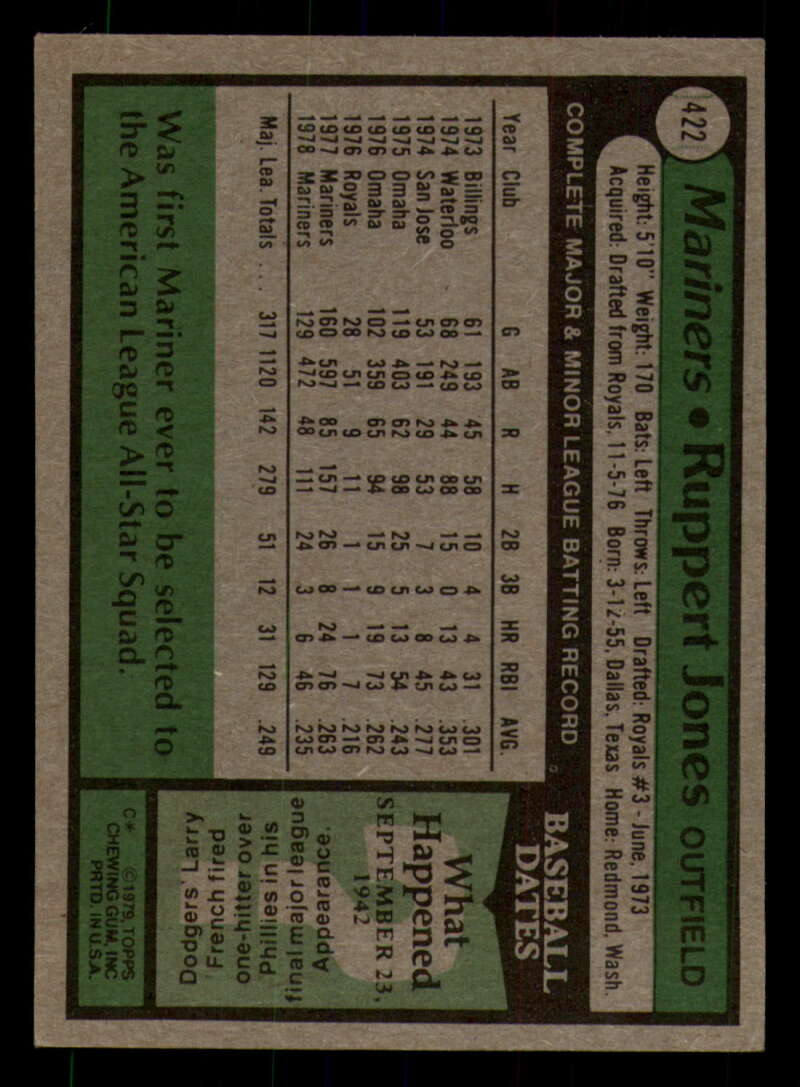 422
Mariners • Ruppert Jones OUTFIELD
Height: 5'10" Weight: 170 Bats: Left Throws: Left Drafted: Royals #3 - June, 1973
Acquired: Drafted from Royals, 11-5-76 Born: 3-12-55, Dallas, Texas Home: Redmond, Wash.
COMPLETE MAJOR & MINOR LEAGUE BATTING RECORD
Year Club G AB R H 2B 3B HR RBI AVG.
1973 Billings 61 193 45 58 10 4 4 31 .301
1974 Waterloo 68 249 44 88 15 0 13 43 .353
1974 San Jose 53 191 29 53 7 3 8 45 .277
1975 Omaha 119 403 62 98 25 5 13 54 .243
1976 Omaha 102 359 65 94 15 9 19 73 .262
1976 Royals 28 51 9 11 1 1 1 7 .216
1977 Mariners 160 597 85 157 26 8 24 76 .263
1978 Mariners 129 472 48 111 24 3 6 46 .235
Maj. Lea. Totals . . . 317 1120 142 279 51 12 31 129 .249
Was first Mariner ever to be selected to
the American League All-Star Squad.
BASEBALL
DATES
What
Happened
SEPTEMBER 23,
1942
Dodgers' Larry
French fired
one-hitter over
Phillies in his
final major league
Appearance.
C* ©1979, TOPPS
CHEWING GUM, INC
PRTD. IN U.S.A.